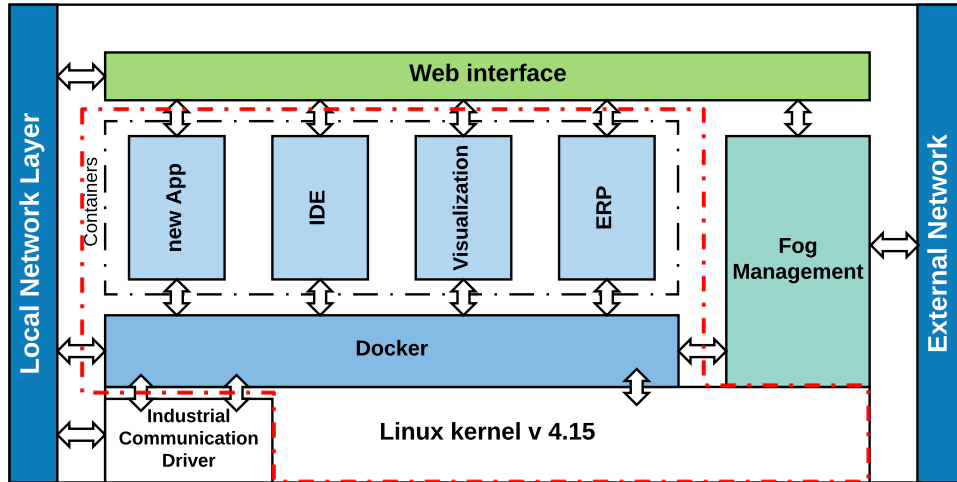 Local Network Layer
Web interface
External Network
Containers
new App
IDE
Visualization
ERP
Fog
Management
Docker
Industrial
Communication
Driver
Linux kernel v 4.15